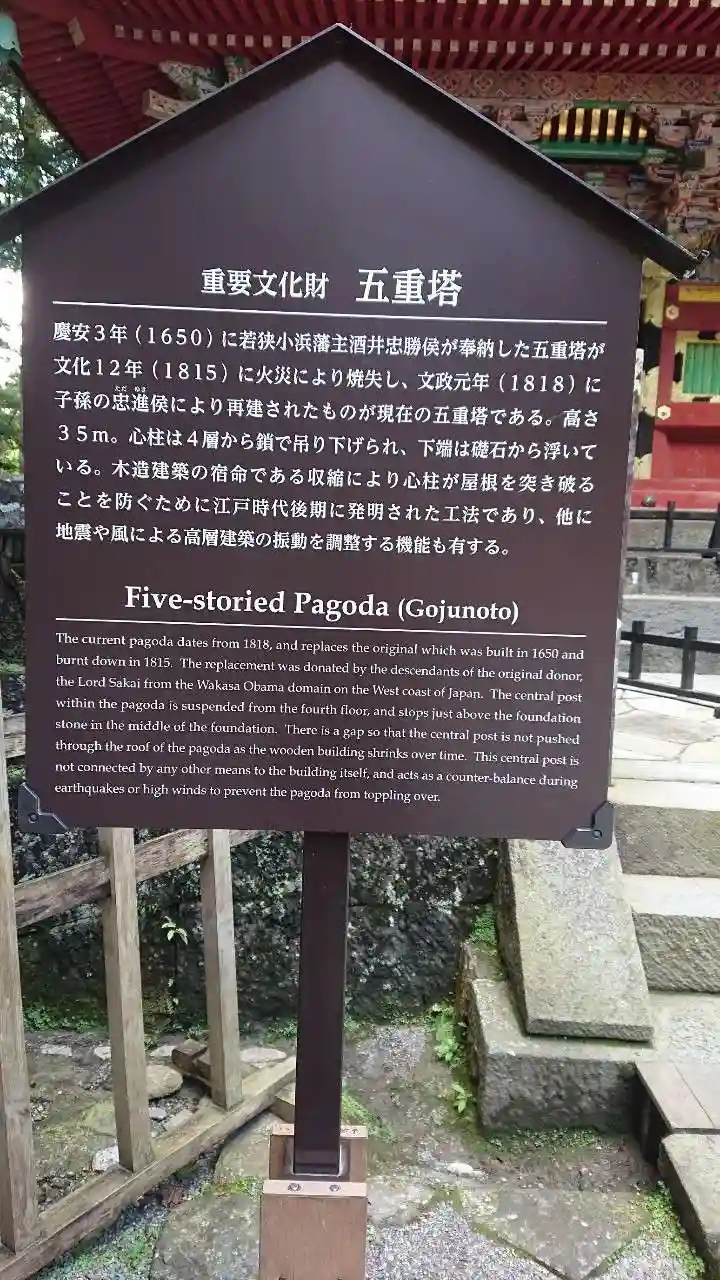 重要文化財 五重塔
慶安3年(1650)に若狭小浜藩主酒井忠勝侯が奉納した五重塔が
文化12年(1815)に火災により焼失し、文政元年(1818)に
ただ ゆき
子孫の忠進侯により再建されたものが現在の五重塔である。高さ
35m。心柱は4層から鎖で吊り下げられ、下端は礎石から浮いて
いる。木造建築の宿命である収縮により心柱が屋根を突き破る
ことを防ぐために江戸時代後期に発明された工法であり、他に
地震や風による高層建築の振動を調整する機能も有する。
Five-storied Pagoda (Gojunoto)
The current pagoda dates from 1818, and replaces the original which was built in 1650 and
burnt down in 1815. The replacement was donated by the descendants of the original donor,
the Lord Sakai from the Wakasa Obama domain on the West coast of Japan. The central post
within the pagoda is suspended from the fourth floor, and stops just above the foundation
stone in the middle of the foundation. There is a gap so that the central post is not pushed
through the roof of the pagoda as the wooden building shrinks over time. This central post is
not connected by any other means to the building itself, and acts as a counter-balance during
earthquakes or high winds to prevent the pagoda from toppling over.